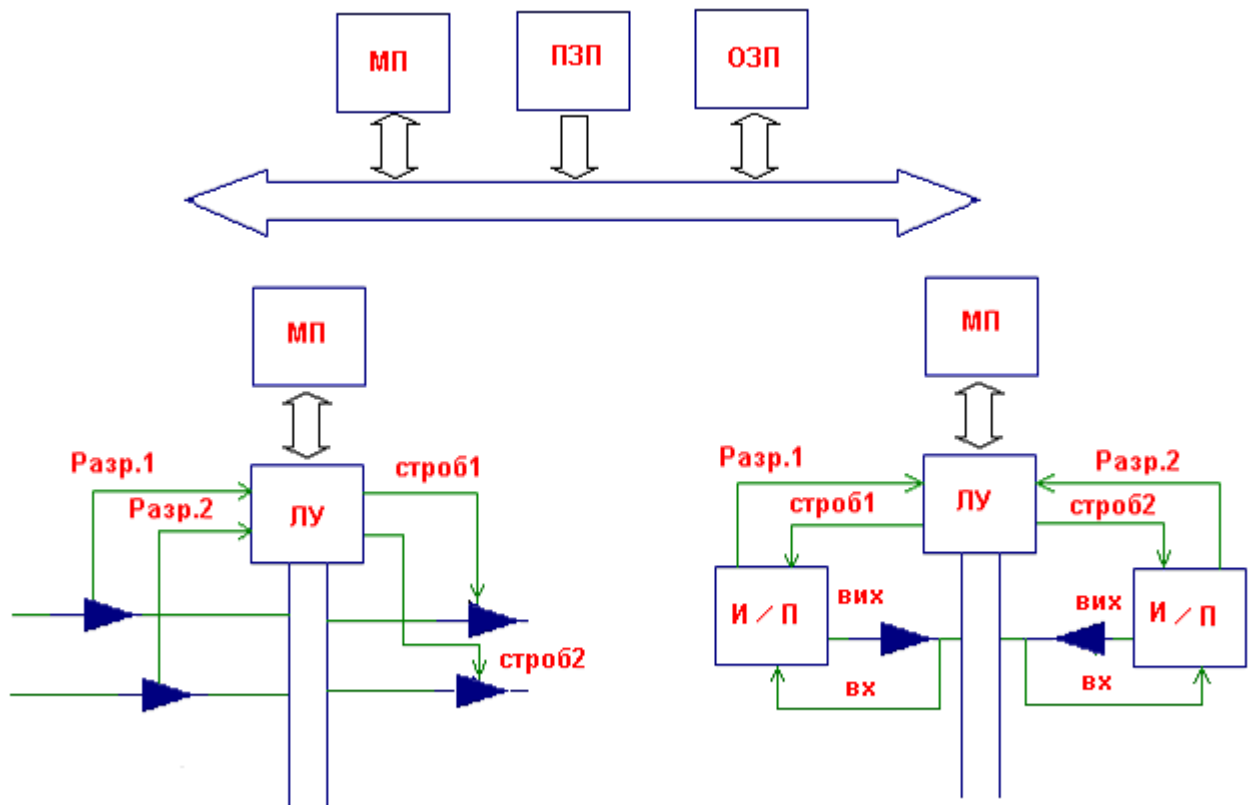 МП
ПЗП
ОЗП
МП
Разр.1
Разр.2
ЛУ
строб1
строб2
МП
Разр.1
строб1
ЛУ
Разр.2
строб2
И / П
вих
вх
вих
вх
И / П